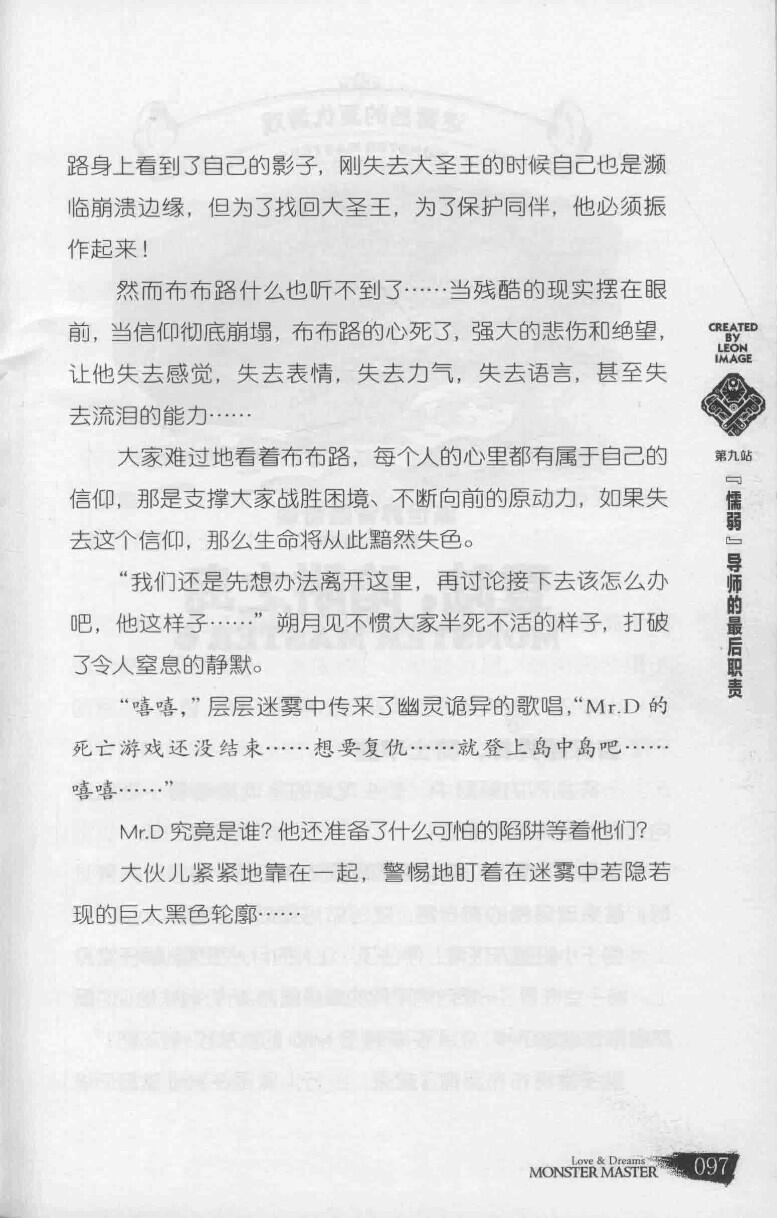 路身上看到了自己的影子，刚失去大圣王的时候自己也是濒
临崩溃边缘，但为了找回大圣王，为了保护同伴，他必须振
作起来！
然而布布路什么也听不到了……当残酷的现实摆在眼
前，当信仰彻底崩塌，布布路的心死了，强大的悲伤和绝望，
让他失去感觉，失去表情，失去力气，失去语言，甚至失
去流泪的能力……
大家难过地看着布布路，每个人的心里都有属于自己的
信仰，那是支撑大家战胜困境、不断向前的原动力，如果失
去这个信仰，那么生命将从此黯然失色。
“我们还是先想办法离开这里，再讨论接下去该怎么办
吧，他这样子……”朔月见不惯大家半死不活的样子，打破
了令人窒息的静默。
“嘻嘻，”层层迷雾中传来了幽灵诡异的歌唱，“Mr.D 的
死亡游戏还没结束……想要复仇……就登上岛中岛吧……
嘻嘻……”
Mr.D 究竟是谁？他还准备了什么可怕的陷阱等着他们？
大伙儿紧紧地靠在一起，警惕地盯着在迷雾中若隐若
现的巨大黑色轮廓……
CREATED
BY
LEON
IMAGE
第九站
『懦弱』导师的最后职责
Love & Dreams
MONSTER MASTER
097